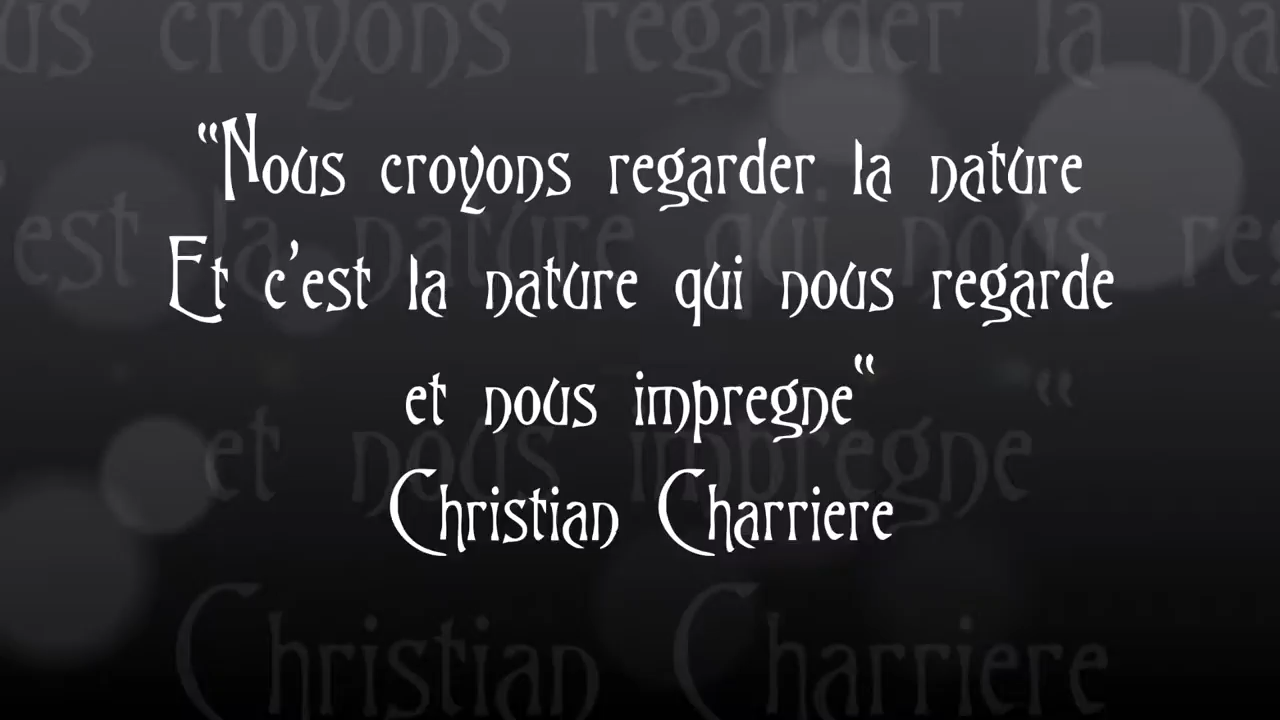 “Nous croyons regarder la nature
Et c’est la nature qui nous regarde
et nous impregne“
Christian Charriere